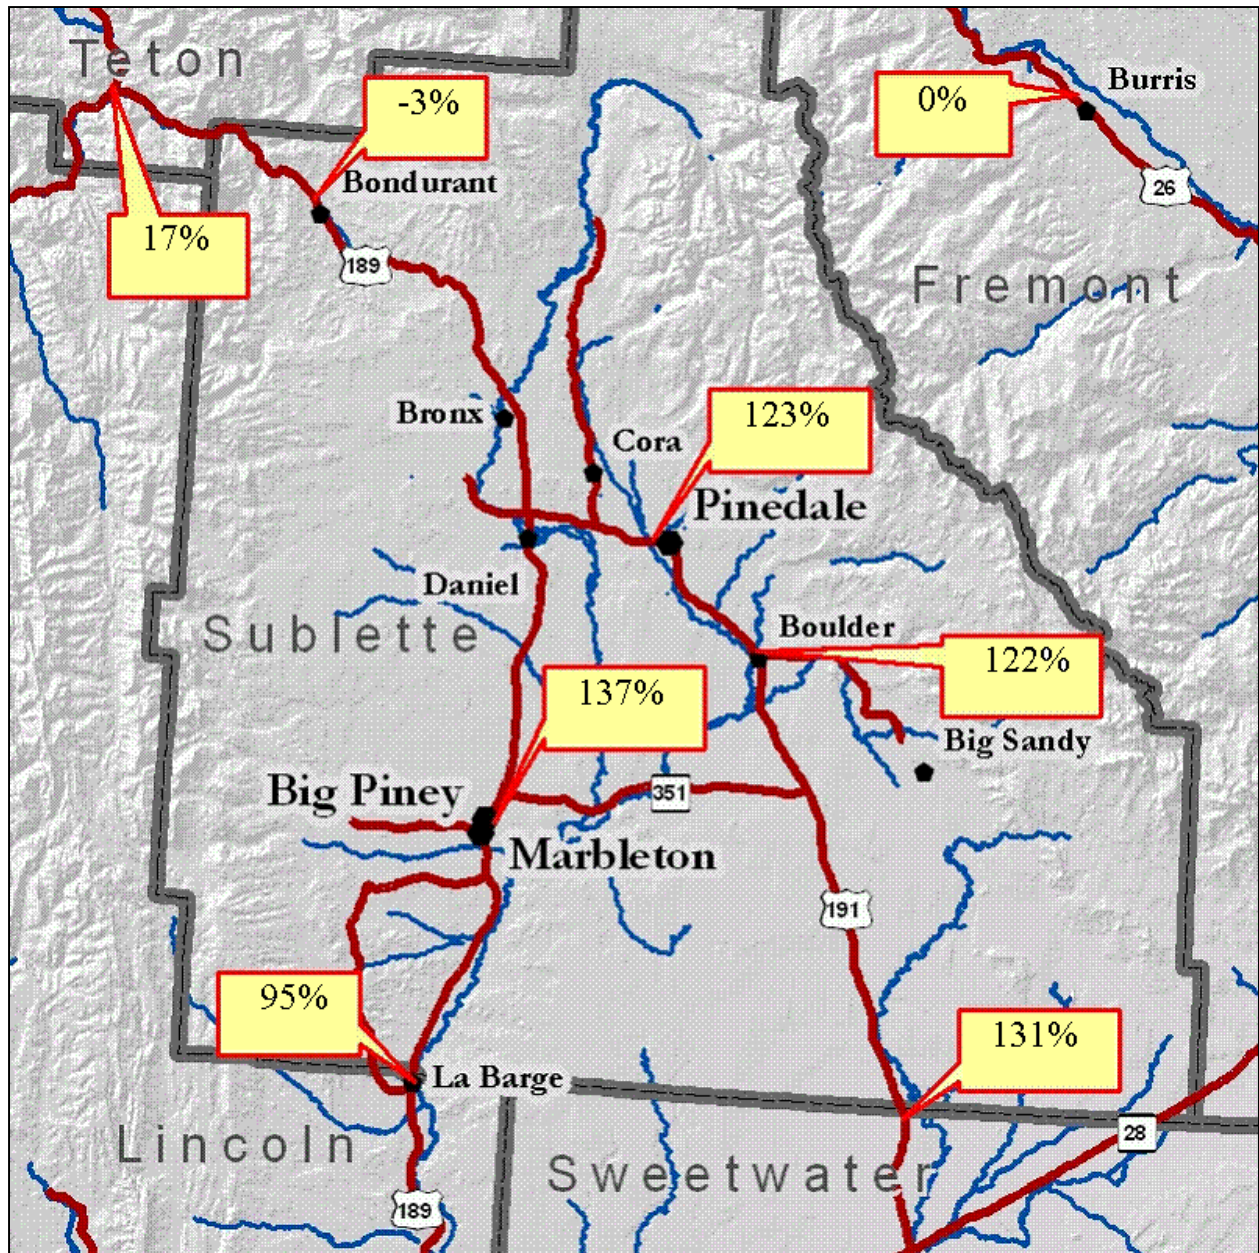 Teton
-3%
0%
Burris
Bondurant
26
17%
189
Fremont
Bronx
123%
Cora
Pinedale
Daniel
Sublette
Boulder
122%
137%
Big Sandy
Big Piney
351
Marbleton
191
95%
131%
La Barge
Lincoln
28
Sweetwater
189